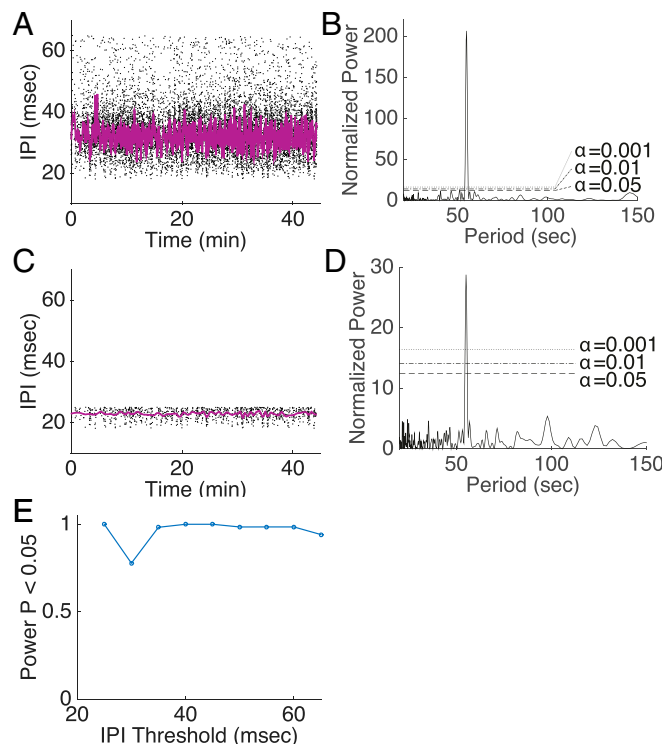 A
IPI (msec)
60
40
20
0
20
40
Time (min)
B
Normalized Power
200
150
100
50
0
α=0.001
α=0.01
α=0.05
50
100
150
Period (sec)
C
IPI (msec)
60
40
20
0
20
40
Time (min)
D
Normalized Power
30
20
10
0
α=0.001
α=0.01
α=0.05
50
100
150
Period (sec)
E
Power P < 0.05
1
0.5
0
20
40
60
IPI Threshold (msec)